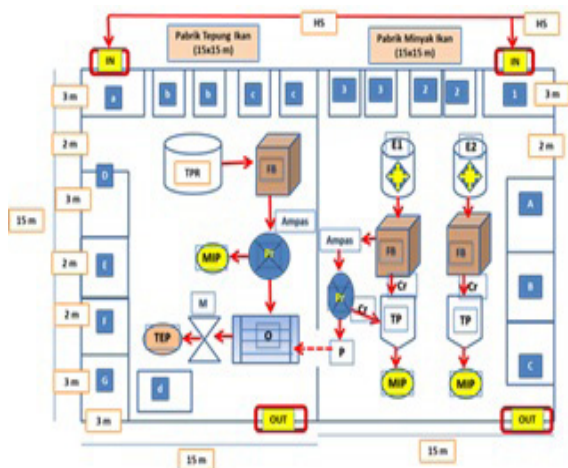 HS
HS
Pabrik Tepung Ikan
(15x15 m)
Pabrik Minyak Ikan
(15x15 m)
IN
IN
3 m
a
b
b
c
c
3
3
2
2
1
3 m
2 m
2 m
TPR
FB
E1
E2
D
3 m
A
Ampas
Ampas
FB
FB
15 m
MIP
Pr
E
2 m
B
Pr
Cr
Cr
Cr
M
TP
TP
F
2 m
TEP
O
P
C
G
3 m
d
MIP
MIP
3 m
OUT
OUT
15 m
15 m